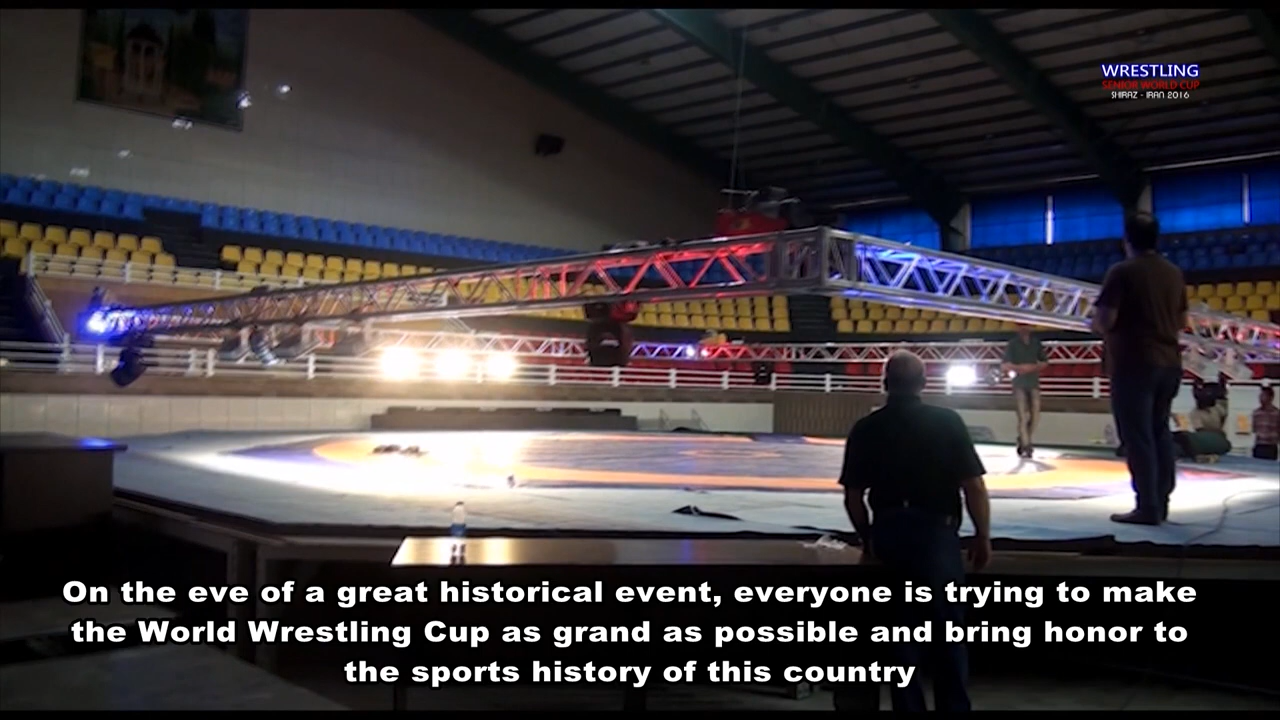 WRESTLING
SENIOR WORLD CUP
SHIRAZ - IRAN 2016
On the eve of a great historical event, everyone is trying to make
the World Wrestling Cup as grand as possible and bring honor to
the sports history of this country